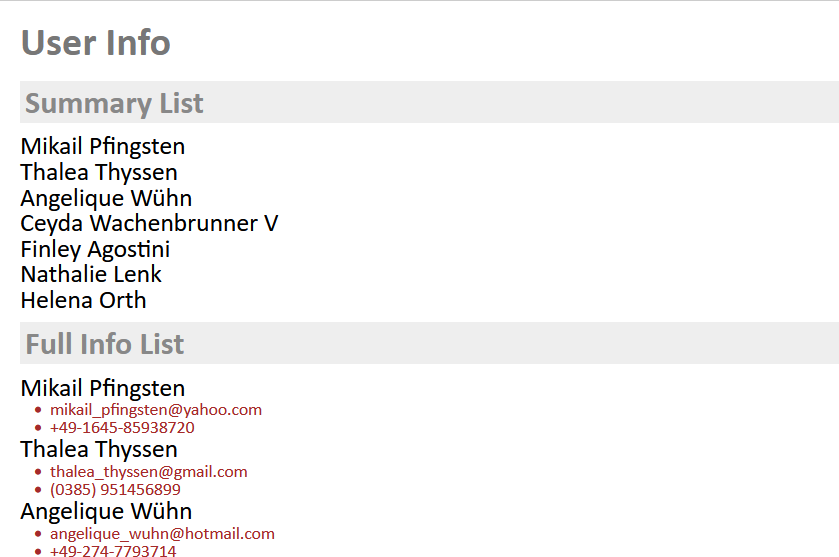 User Info
Summary List
Mikail Pfingsten
Thalea Thyssen
Angelique Wühn
Ceyda Wachenbrunner V
Finley Agostini
Nathalie Lenk
Helena Orth
Full Info List
Mikail Pfingsten
• mikail_pfingsten@yahoo.com
• +49-1645-85938720
Thalea Thyssen
• thalea_thyssen@gmail.com
• (0385) 951456899
Angelique Wühn
• angelique_wuhn@hotmail.com
• +49-274-7793714